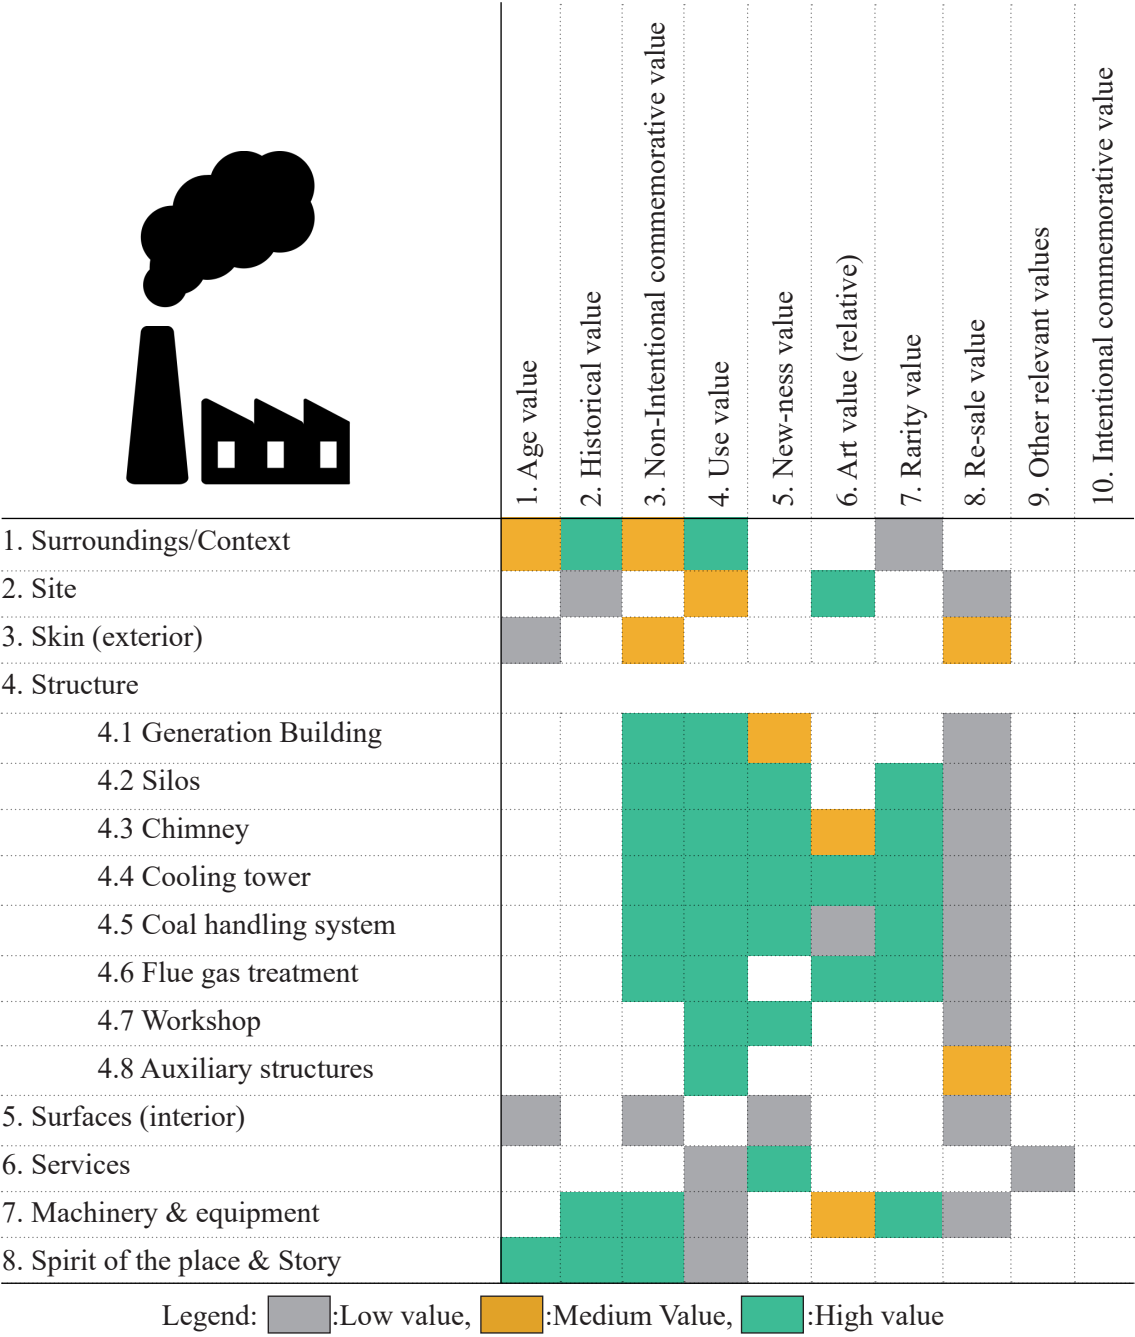 1. Age value
2. Historical value
3. Non-Intentional commemorative value
4. Use value
5. New-ness value
6. Art value (relative)
7. Rarity value
8. Re-sale value
9. Other relevant values
10. Intentional commemorative value
1. Surroundings/Context
2. Site
3. Skin (exterior)
4. Structure
4.1 Generation Building
4.2 Silos
4.3 Chimney
4.4 Cooling tower
4.5 Coal handling system
4.6 Flue gas treatment
4.7 Workshop
4.8 Auxiliary structures
5. Surfaces (interior)
6. Services
7. Machinery & equipment
8. Spirit of the place & Story
Legend: :Low value, :Medium Value, :High value